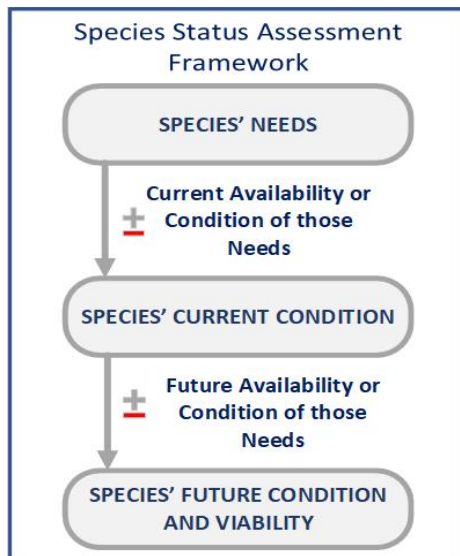 Species Status Assessment
Framework
SPECIES' NEEDS
±
Current Availability or
Condition of those
Needs
SPECIES' CURRENT CONDITION
±
Future Availability or
Condition of those
Needs
SPECIES' FUTURE CONDITION
AND VIABILITY